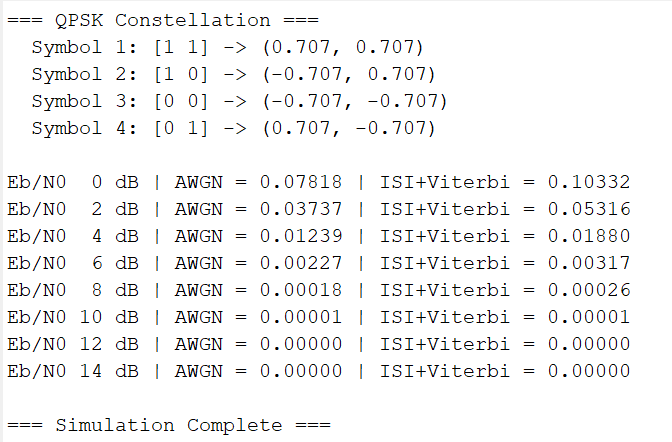 === QPSK Constellation ===
Symbol 1: [1 1] -> (0.707, 0.707)
Symbol 2: [1 0] -> (-0.707, 0.707)
Symbol 3: [0 0] -> (-0.707, -0.707)
Symbol 4: [0 1] -> (0.707, -0.707)
Eb/N0  0 dB | AWGN = 0.07818 | ISI+Viterbi = 0.10332
Eb/N0  2 dB | AWGN = 0.03737 | ISI+Viterbi = 0.05316
Eb/N0  4 dB | AWGN = 0.01239 | ISI+Viterbi = 0.01880
Eb/N0  6 dB | AWGN = 0.00227 | ISI+Viterbi = 0.00317
Eb/N0  8 dB | AWGN = 0.00018 | ISI+Viterbi = 0.00026
Eb/N0 10 dB | AWGN = 0.00001 | ISI+Viterbi = 0.00001
Eb/N0 12 dB | AWGN = 0.00000 | ISI+Viterbi = 0.00000
Eb/N0 14 dB | AWGN = 0.00000 | ISI+Viterbi = 0.00000
=== Simulation Complete ===